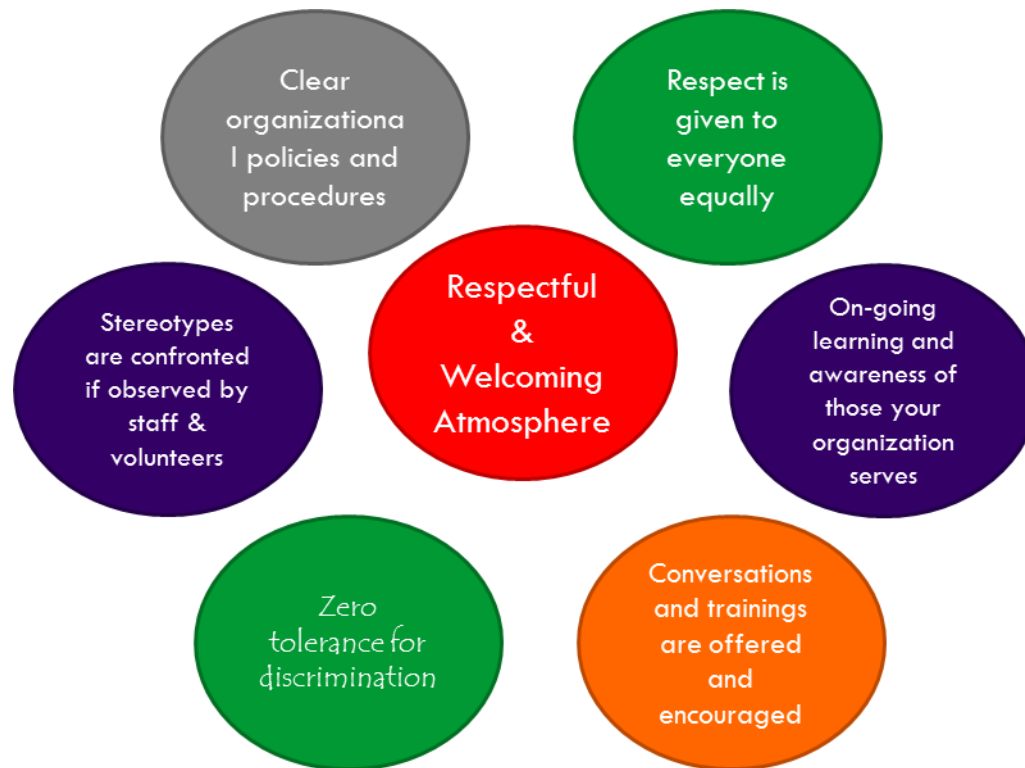 Clear
organizationa
l policies and
procedures
Respect is
given to
everyone
equally
Respectful
&
Welcoming
Atmosphere
Stereotypes
are confronted
if observed by
staff &
volunteers
On-going
learning and
awareness of
those your
organization
serves
Zero
tolerance for
discrimination
Conversations
and trainings
are offered
and
encouraged